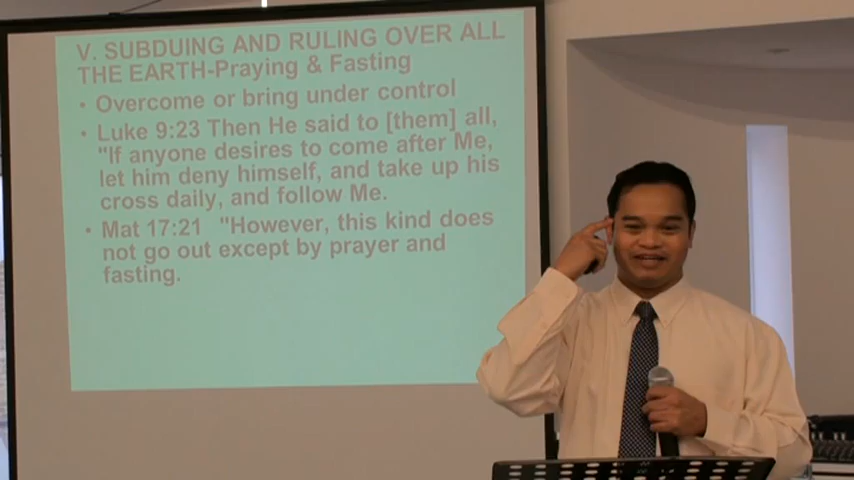 V. SUBDUING AND RULING OVER ALL
THE EARTH-Praying & Fasting
• Overcome or bring under control
• Luke 9:23 Then He said to [them] all,
"If anyone desires to come after Me,
let him deny himself, and take up his
cross daily, and follow Me.
• Mat 17:21 "However, this kind does
not go out except by prayer and
fasting.